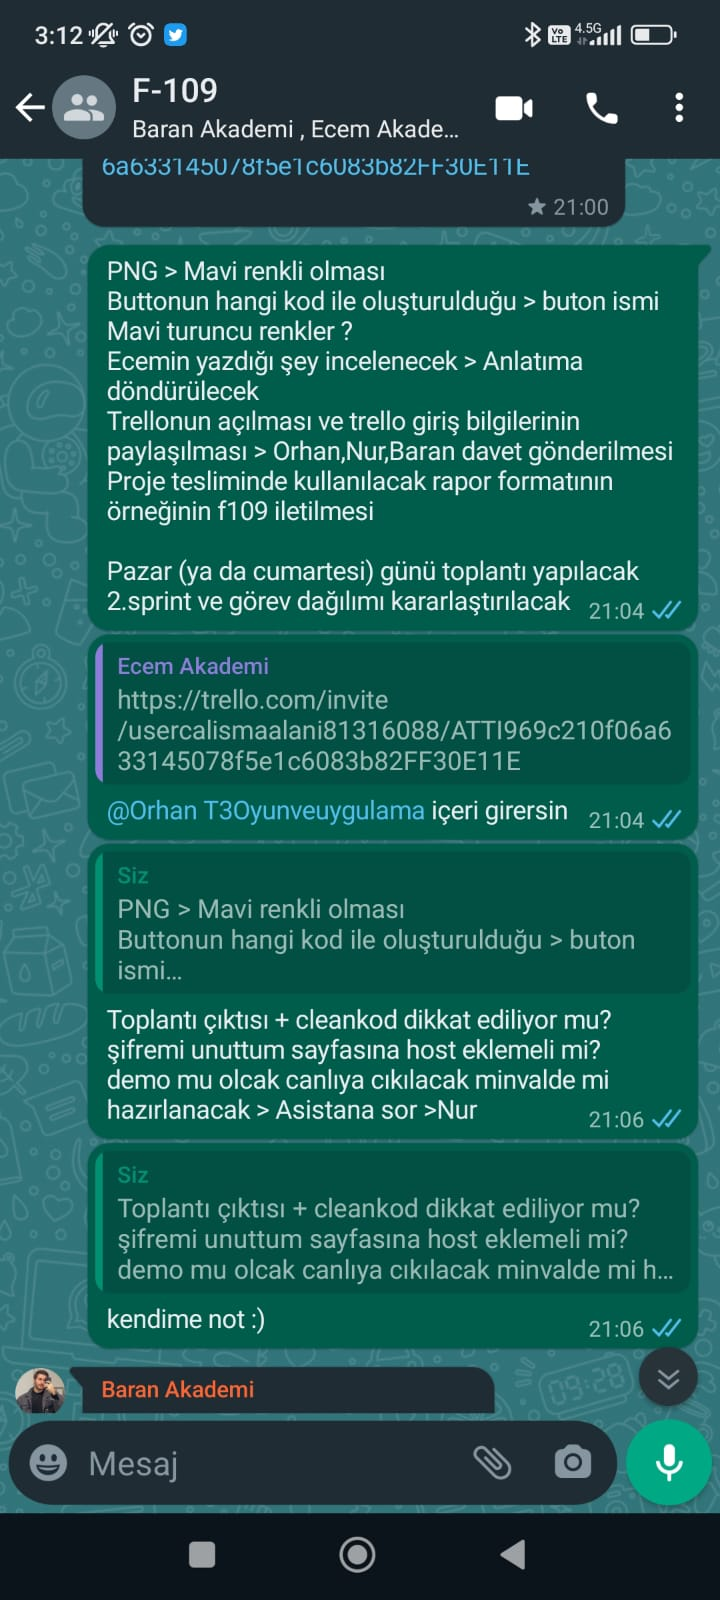 3:12
4.5G
Vo
LTE
F-109
Baran Akademi , Ecem Akade...
6a633145078f5e1c6083b82FF30E11E
21:00
PNG > Mavi renkli olması
Buttonun hangi kod ile oluşturulduğu > buton ismi
Mavi turuncu renkler ?
Ecemin yazdığı şey incelenecek > Anlatıma
döndürülecek
Trellonun açılması ve trello giriş bilgilerinin
paylaşılması > Orhan,Nur,Baran davet gönderilmesi
Proje tesliminde kullanılacak rapor formatının
örneğinin f109 iletilmesi
Pazar (ya da cumartesi) günü toplantı yapılacak
2.sprint ve görev dağılımı kararlaştırılacak
21:04
Ecem Akademi
https://trello.com/invite
/usercalismaalani81316088/ATTI969c210f06a6
33145078f5e1c6083b82FF30E11E
@Orhan T3Oyunveuygulama içeri girersin
21:04
Siz
PNG > Mavi renkli olması
Buttonun hangi kod ile oluşturulduğu > buton
ismi...
Toplantı çıktısı + cleankod dikkat ediliyor mu?
şifremi unuttum sayfasına host eklemeli mi?
demo mu olcak canlıya cıkılacak minvalde mi
hazırlanacak > Asistana sor >Nur
21:06
Siz
Toplantı çıktısı + cleankod dikkat ediliyor mu?
şifremi unuttum sayfasına host eklemeli mi?
demo mu olcak canlıya cıkılacak minvalde mi h...
kendime not :)
21:06
Baran Akademi
Mesaj